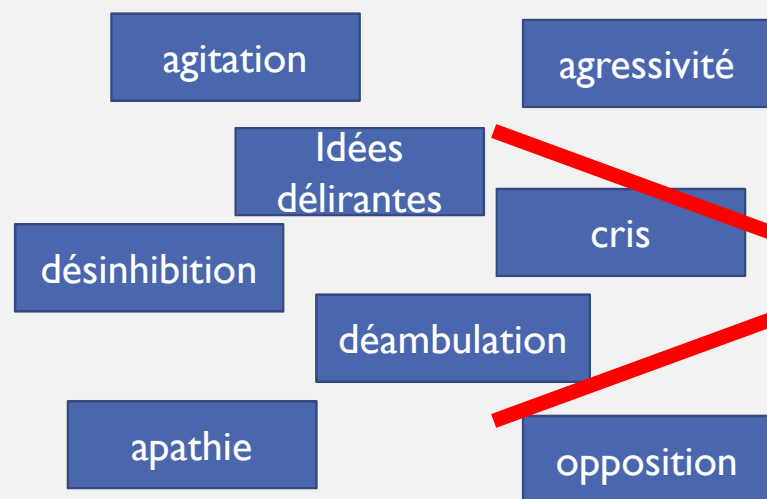 agitation
agressivité
Idées
délirantes
cris
désinhibition
déambulation
apathie
opposition